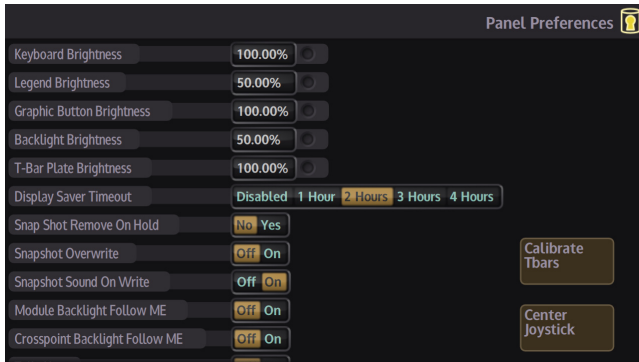 Panel Preferences
Keyboard Brightness 100.00%
Legend Brightness 50.00%
Graphic Button Brightness 100.00%
Backlight Brightness 50.00%
T-Bar Plate Brightness 100.00%
Display Saver Timeout Disabled 1 Hour 2 Hours 3 Hours 4 Hours
Snap Shot Remove On Hold No Yes
Snapshot Overwrite Off On
Calibrate
Tbars
Snapshot Sound On Write Off On
Module Backlight Follow ME Off On
Center
Joystick
Crosspoint Backlight Follow ME Off On